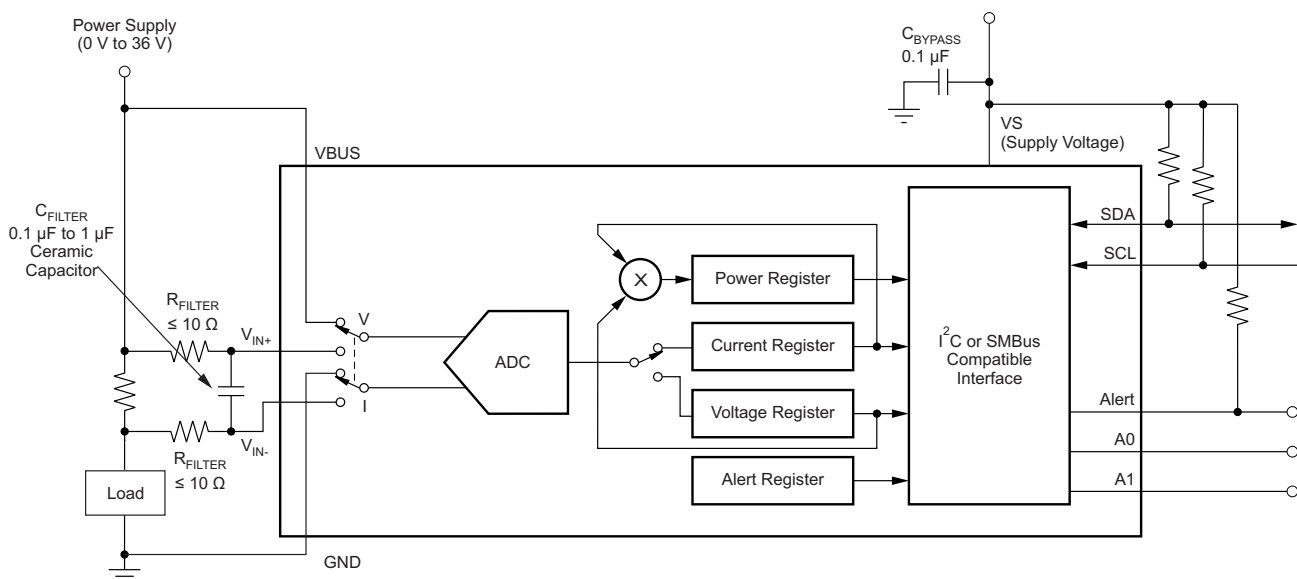 Power Supply
(0 V to 36 V)
C_BYPASS
0.1 µF
VS
(Supply Voltage)
VBUS
C_FILTER
0.1 µF to 1 µF
Ceramic
Capacitor
R_FILTER
≤ 10 Ω
V_IN+
V
I
V_IN-
R_FILTER
≤ 10 Ω
Load
GND
ADC
X
Power Register
Current Register
Voltage Register
Alert Register
I²C or SMBus
Compatible
Interface
SDA
SCL
Alert
A0
A1